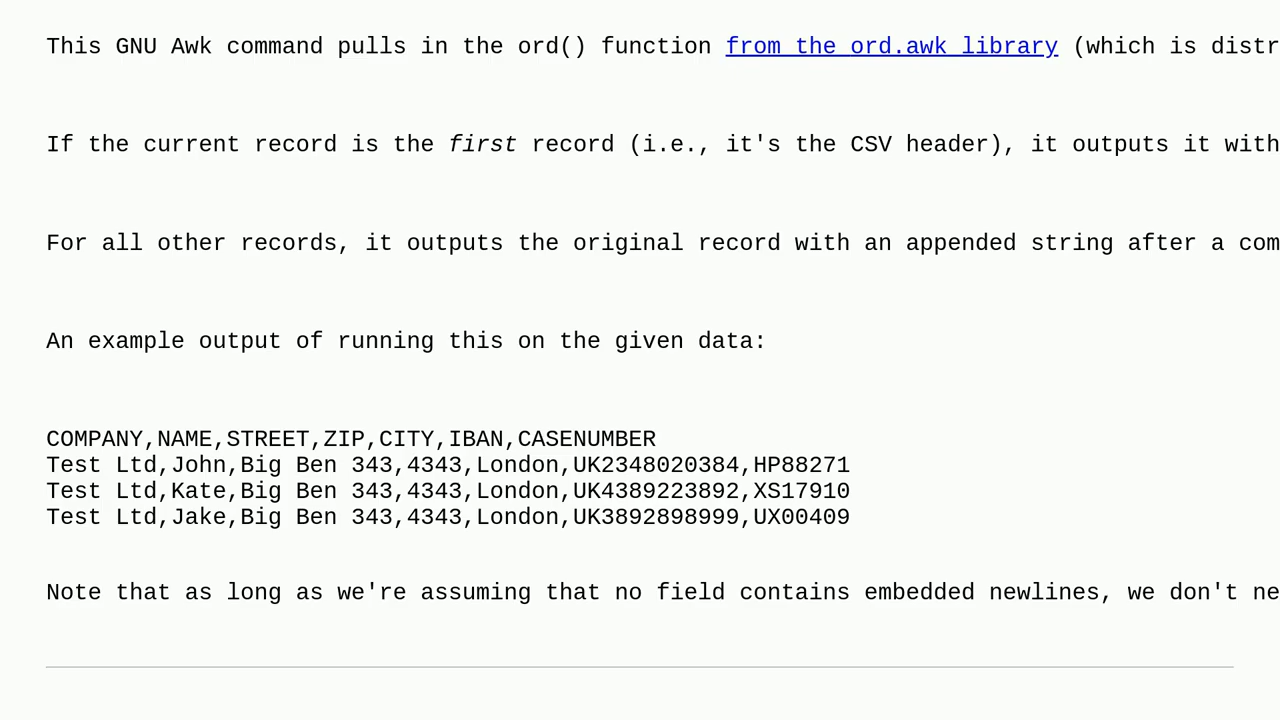 This GNU Awk command pulls in the ord() function from the ord.awk library (which is distr
If the current record is the first record (i.e., it's the CSV header), it outputs it with
For all other records, it outputs the original record with an appended string after a com
An example output of running this on the given data:
COMPANY,NAME,STREET,ZIP,CITY,IBAN,CASENUMBER
Test Ltd,John,Big Ben 343,4343,London,UK2348020384,HP88271
Test Ltd,Kate,Big Ben 343,4343,London,UK4389223892,XS17910
Test Ltd,Jake,Big Ben 343,4343,London,UK3892898999,UX00409
Note that as long as we're assuming that no field contains embedded newlines, we don't ne